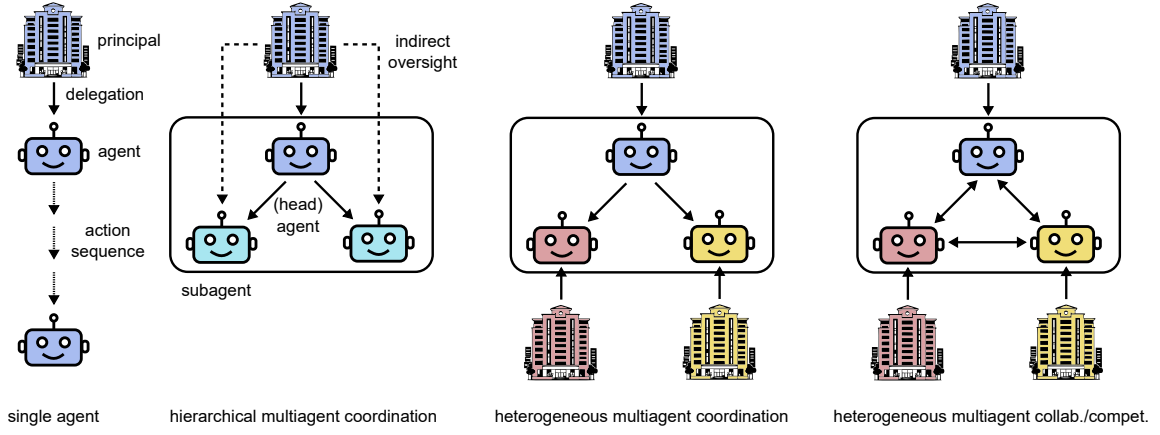 principal
delegation
agent
action
sequence
single agent
indirect
oversight
(head)
agent
subagent
hierarchical multiagent coordination
heterogeneous multiagent coordination
heterogeneous multiagent collab./compet.